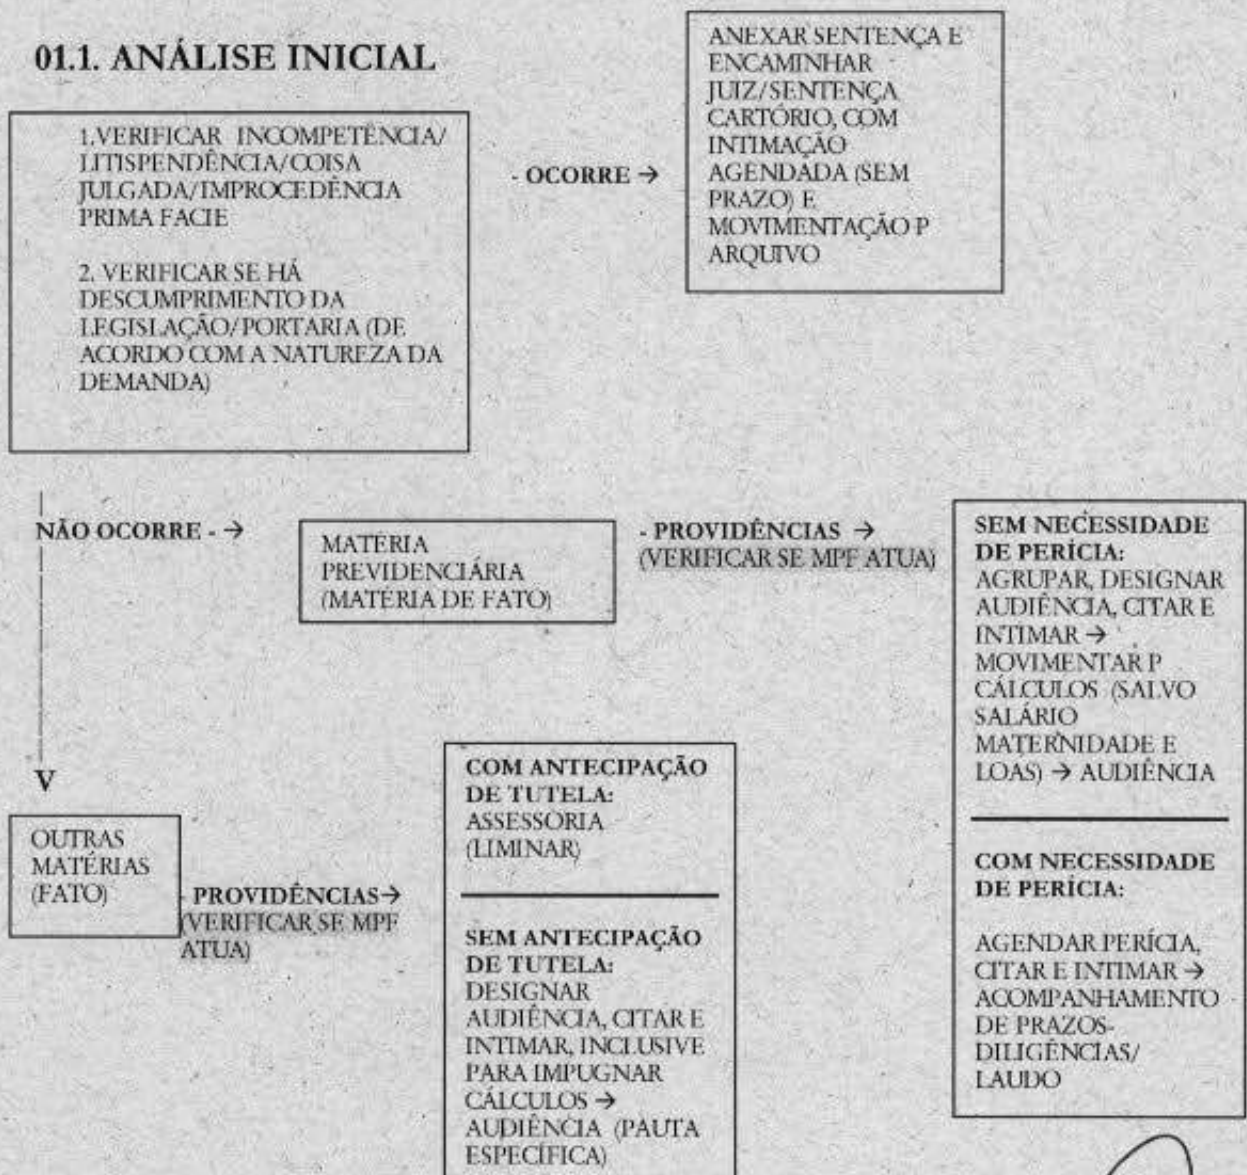 01.1. ANÁLISE INICIAL
1.VERIFICAR INCOMPETÊNCIA/
LITISPENDÊNCIA/COISA
JULGADA/IMPROCEDÊNCIA
PRIMA FACIE
2. VERIFICAR SE HÁ
DESCUMPRIMENTO DA
LEGISLAÇÃO/PORTARIA (DE
ACORDO COM A NATUREZA DA
DEMANDA)
- OCORRE →
ANEXAR SENTENÇA E
ENCAMINHAR
JUIZ/SENTENÇA
CARTÓRIO, COM
INTIMAÇÃO
AGENDADA (SEM
PRAZO) E
MOVIMENTAÇÃO P
ARQUIVO
NÃO OCORRE - →
MATÉRIA
PREVIDENCIÁRIA
(MATÉRIA DE FATO)
- PROVIDÊNCIAS →
(VERIFICAR SE MPF ATUA)
SEM NECESSIDADE
DE PERÍCIA:
AGRUPAR, DESIGNAR
AUDIÊNCIA, CITAR E
INTIMAR →
MOVIMENTAR P
CÁLCULOS (SALVO
SALÁRIO
MATERNIDADE E
LOAS) → AUDIÊNCIA
COM NECESSIDADE
DE PERÍCIA:
AGENDAR PERÍCIA,
CITAR E INTIMAR →
ACOMPANHAMENTO
DE PRAZOS-
DILIGÊNCIAS/
LAUDO
V
OUTRAS
MATÉRIAS
(FATO)
- PROVIDÊNCIAS→
(VERIFICAR SE MPF
ATUA)
COM ANTECIPAÇÃO
DE TUTELA:
ASSESSORIA
(LIMINAR)
SEM ANTECIPAÇÃO
DE TUTELA:
DESIGNAR
AUDIÊNCIA, CITAR E
INTIMAR, INCLUSIVE
PARA IMPUGNAR
CÁLCULOS →
AUDIÊNCIA (PAUTA
ESPECÍFICA)